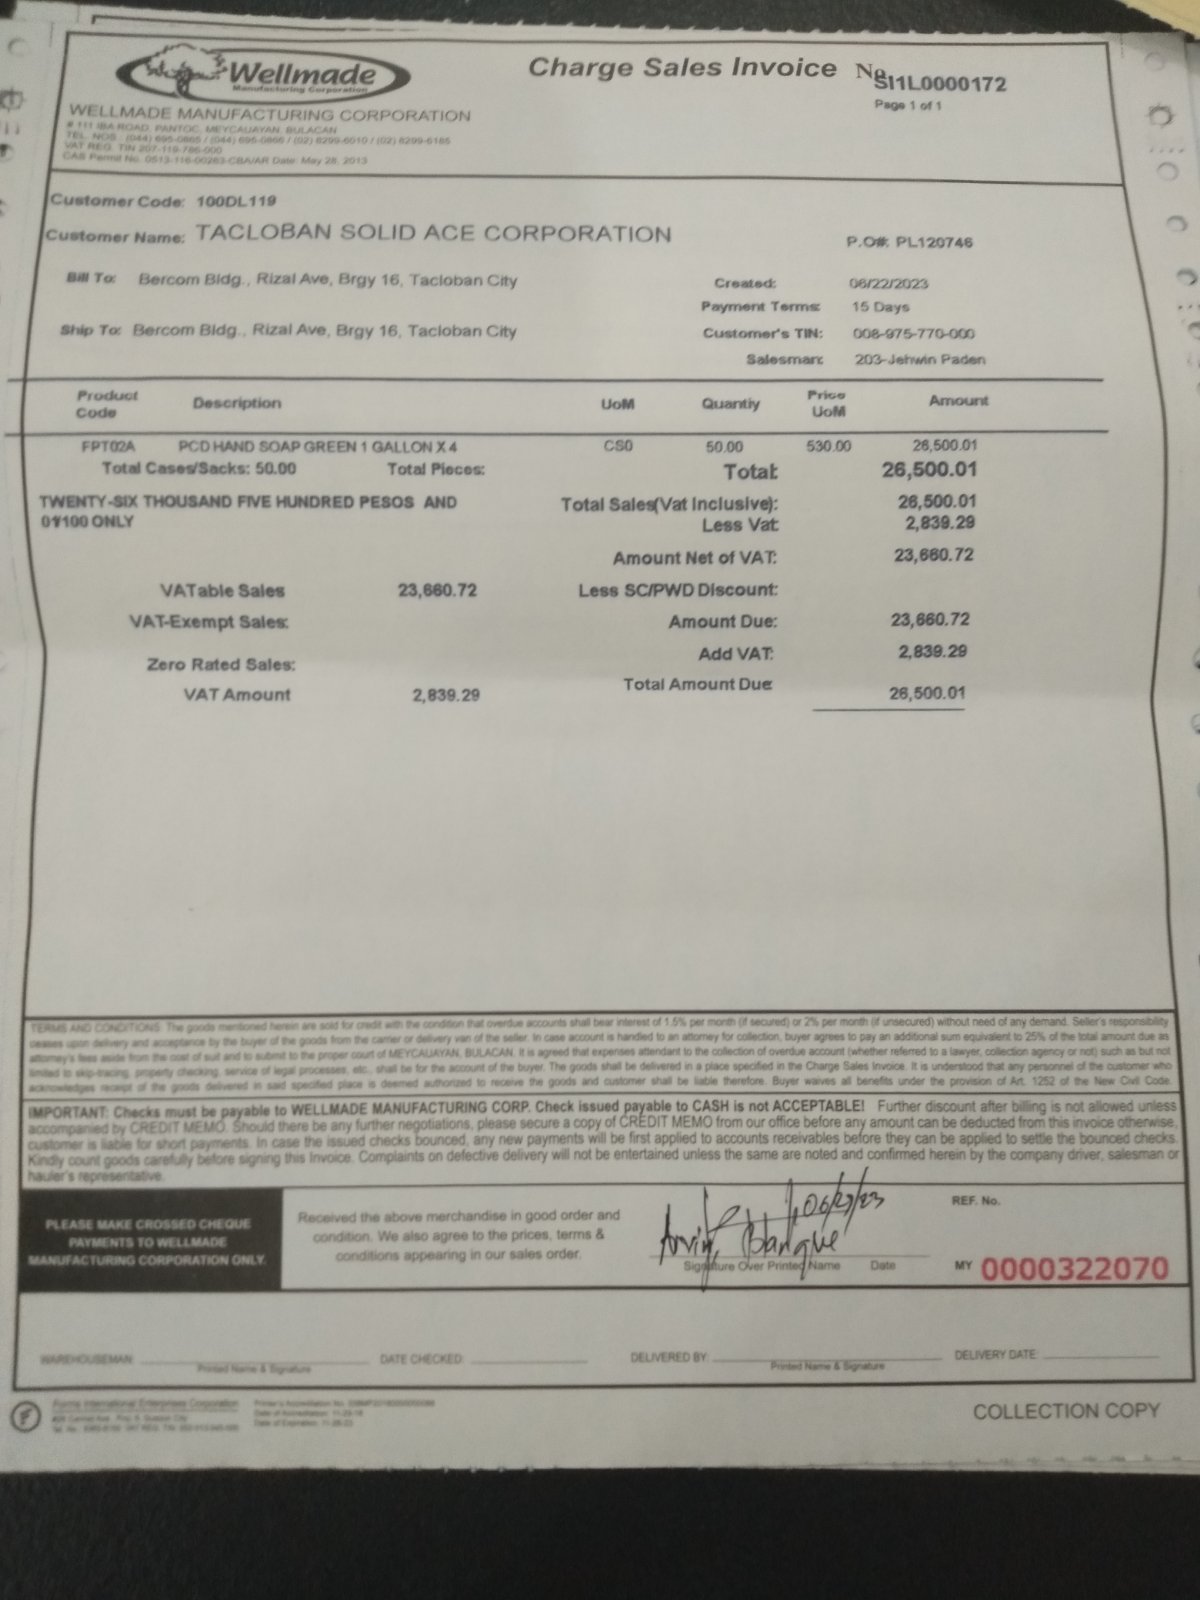 Wellmade
Manufacturing Corporation
Charge Sales Invoice No SI1L0000172
Page 1 of 1
WELLMADE MANUFACTURING CORPORATION
# 111 IBA ROAD, PANTOC, MEYCAUAYAN, BULACAN
TEL. NOS.: (044) 695-0865 / (044) 695-0866 / (02) 8299-6010 / (02) 8299-6185
VAT REG. TIN 207-119-786-000
CAS Permit No. 0513-116-00263-CBA/AR Date: May 28, 2013
Customer Code: 100DL119
Customer Name: TACLOBAN SOLID ACE CORPORATION
P.O#: PL120746
Bill To: Bercom Bldg., Rizal Ave, Brgy 16, Tacloban City
Created: 06/22/2023
Payment Terms: 15 Days
Ship To: Bercom Bldg., Rizal Ave, Brgy 16, Tacloban City
Customer's TIN: 008-975-770-000
Salesman: 203-Jehwin Paden
Product Code Description UoM Quantiy Price UoM Amount
FPT02A PCD HAND SOAP GREEN 1 GALLON X 4 CS0 50.00 530.00 26,500.01
Total Cases/Sacks: 50.00 Total Pieces: Total: 26,500.01
TWENTY-SIX THOUSAND FIVE HUNDRED PESOS AND
01/100 ONLY
Total Sales(Vat Inclusive): 26,500.01
Less Vat: 2,839.29
Amount Net of VAT: 23,660.72
VATable Sales 23,660.72 Less SC/PWD Discount:
VAT-Exempt Sales: Amount Due: 23,660.72
Zero Rated Sales: Add VAT: 2,839.29
VAT Amount 2,839.29 Total Amount Due: 26,500.01
TERMS AND CONDITIONS: The goods mentioned herein are sold for credit with the condition that overdue accounts shall bear interest of 1.5% per month (if secured) or 2% per month (if unsecured) without need of any demand. Seller's responsibility
ceases upon delivery and acceptance by the buyer of the goods from the carrier or delivery van of the seller. In case account is handled to an attorney for collection, buyer agrees to pay an additional sum equivalent to 25% of the total amount due as
attorney's fees aside from the cost of suit and to submit to the proper court of MEYCAUAYAN, BULACAN. It is agreed that expenses attendant to the collection of overdue account (whether referred to a lawyer, collection agency or not) such as but not
limited to skip-tracing, property checking, service of legal processes, etc., shall be for the account of the buyer. The goods shall be delivered in a place specified in the Charge Sales Invoice. It is understood that any personnel of the customer who
acknowledges receipt of the goods delivered in said specified place is deemed authorized to receive the goods and customer shall be liable therefore. Buyer waives all benefits under the provision of Art. 1252 of the New Civil Code.
IMPORTANT: Checks must be payable to WELLMADE MANUFACTURING CORP. Check issued payable to CASH is not ACCEPTABLE! Further discount after billing is not allowed unless
accompanied by CREDIT MEMO. Should there be any further negotiations, please secure a copy of CREDIT MEMO from our office before any amount can be deducted from this invoice otherwise,
customer is liable for short payments. In case the issued checks bounced, any new payments will be first applied to accounts receivables before they can be applied to settle the bounced checks.
Kindly count goods carefully before signing this Invoice. Complaints on defective delivery will not be entertained unless the same are noted and confirmed herein by the company driver, salesman or
hauler's representative.
PLEASE MAKE CROSSED CHEQUE
PAYMENTS TO WELLMADE
MANUFACTURING CORPORATION ONLY.
Received the above merchandise in good order and
condition. We also agree to the prices, terms &
conditions appearing in our sales order.
06/27/23
Signature Over Printed Name Date
REF. No.
MY 0000322070
WAREHOUSEMAN: DATE CHECKED: DELIVERED BY: DELIVERY DATE:
Printed Name & Signature Printed Name & Signature
Forms International Enterprises Corporation
COLLECTION COPY